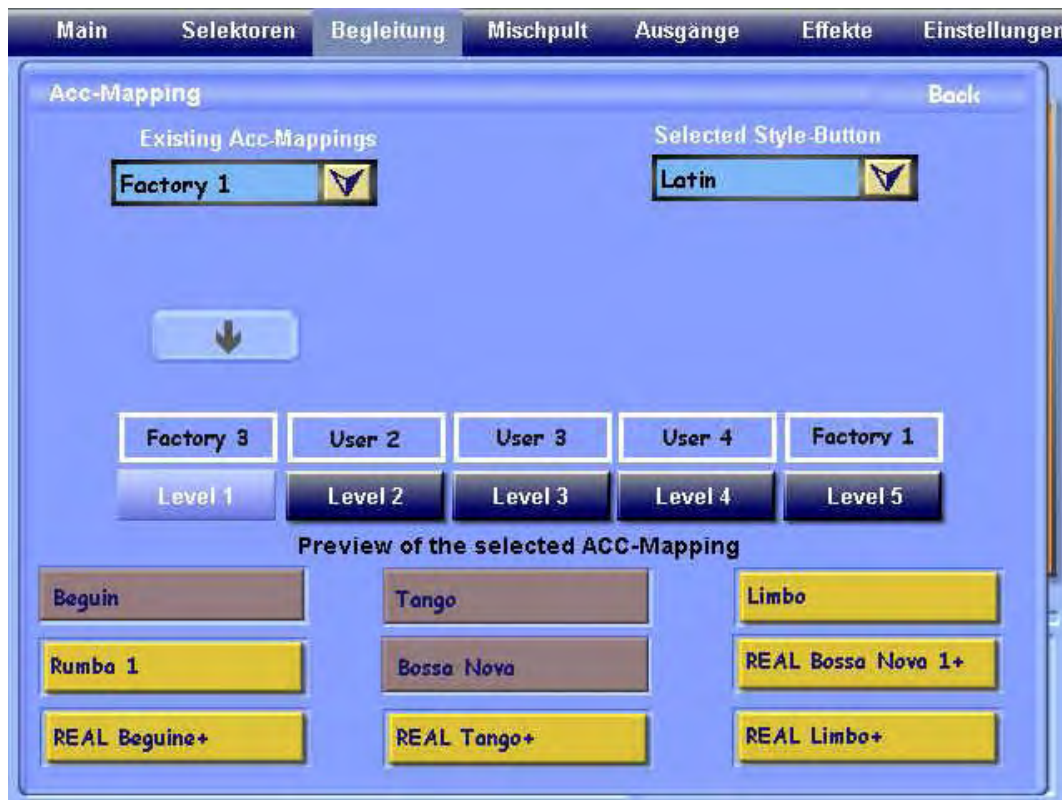 Main Selektoren Begleitung Mischpult Ausgänge Effekte Einstellungen
Acc-Mapping Back
Existing Acc-Mappings Selected Style-Button
Factory 1 Latin
Factory 3 User 2 User 3 User 4 Factory 1
Level 1 Level 2 Level 3 Level 4 Level 5
Preview of the selected ACC-Mapping
Beguin Tango Limbo
Rumba 1 Bossa Nova REAL Bossa Nova 1+
REAL Beguine+ REAL Tango+ REAL Limbo+